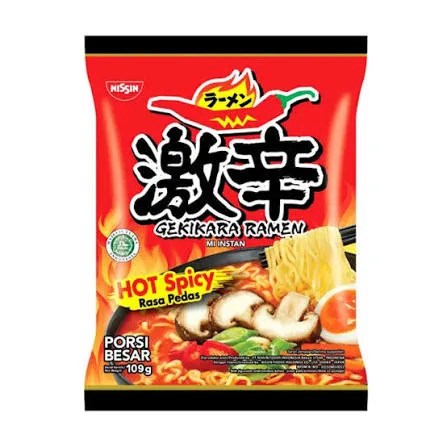 NISSIN
ラーメン
激辛
GEKIKARA RAMEN
MI INSTAN
HOT Spicy
Rasa Pedas
PORSI
BESAR
109g